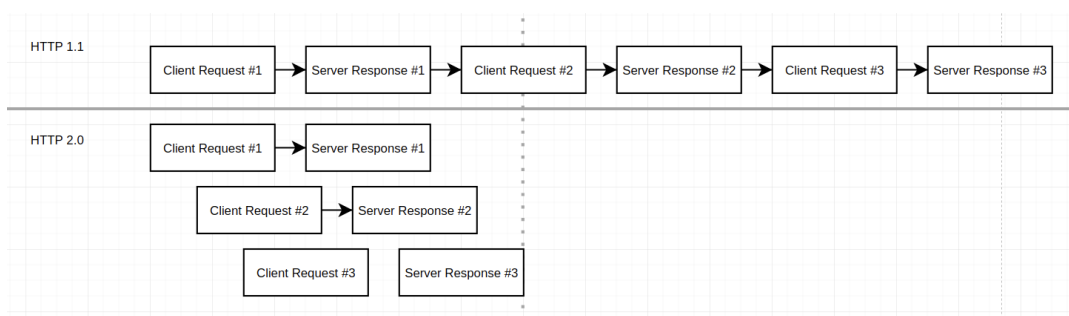 HTTP 1.1
Client Request #1
Server Response #1
Client Request #2
Server Response #2
Client Request #3
Server Response #3
HTTP 2.0
Client Request #1
Server Response #1
Client Request #2
Server Response #2
Client Request #3
Server Response #3